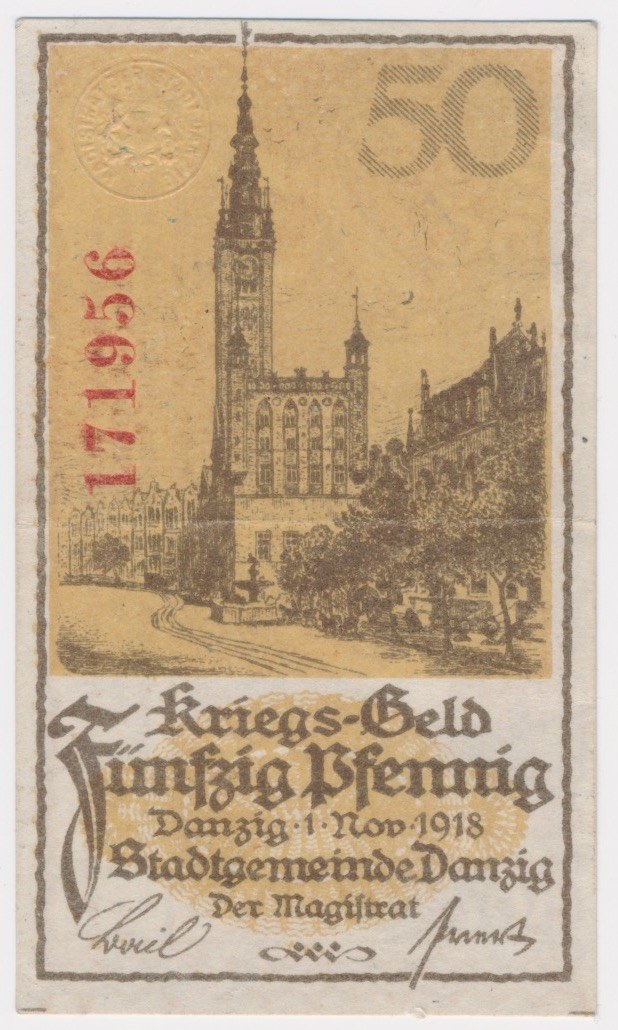 50
171956
Kriegs-Geld
Fünfzig Pfennig
Danzig·1·Nov·1918
Stadtgemeinde Danzig
Der Magiſtrat